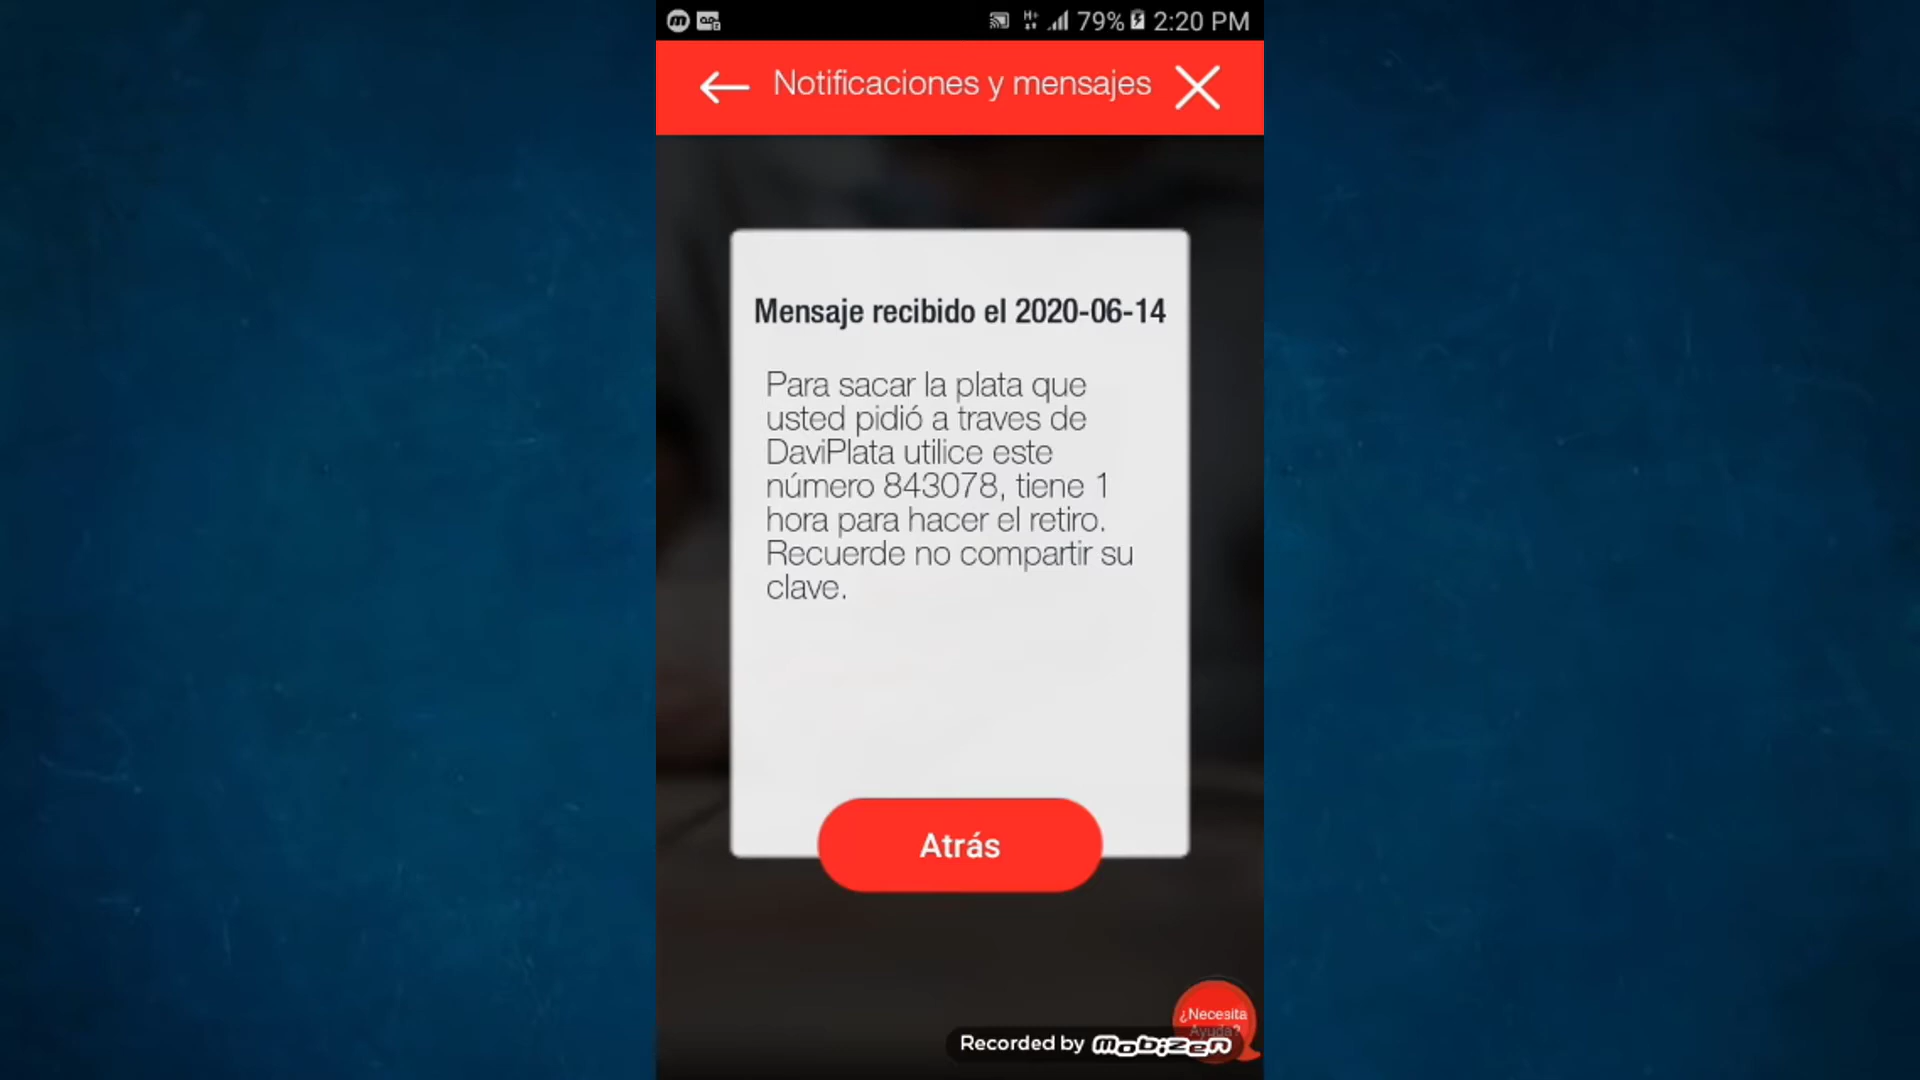 79% 2:20 PM
Notificaciones y mensajes
Mensaje recibido el 2020-06-14
Para sacar la plata que
usted pidió a traves de
DaviPlata utilice este
número 843078, tiene 1
hora para hacer el retiro.
Recuerde no compartir su
clave.
Atrás
¿Necesita
Ayuda?
Recorded by mobizen